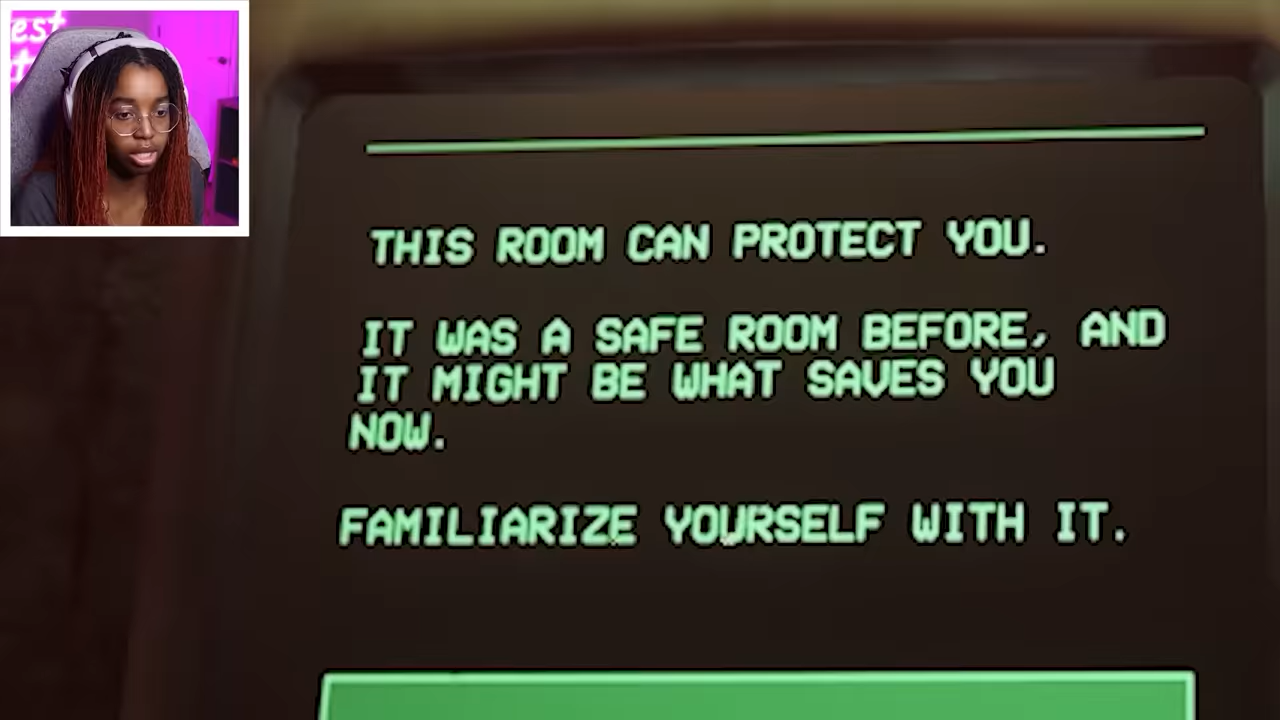 est
THIS ROOM CAN PROTECT YOU.
IT WAS A SAFE ROOM BEFORE, AND
IT MIGHT BE WHAT SAVES YOU
NOW.
FAMILIARIZE YOURSELF WITH IT.